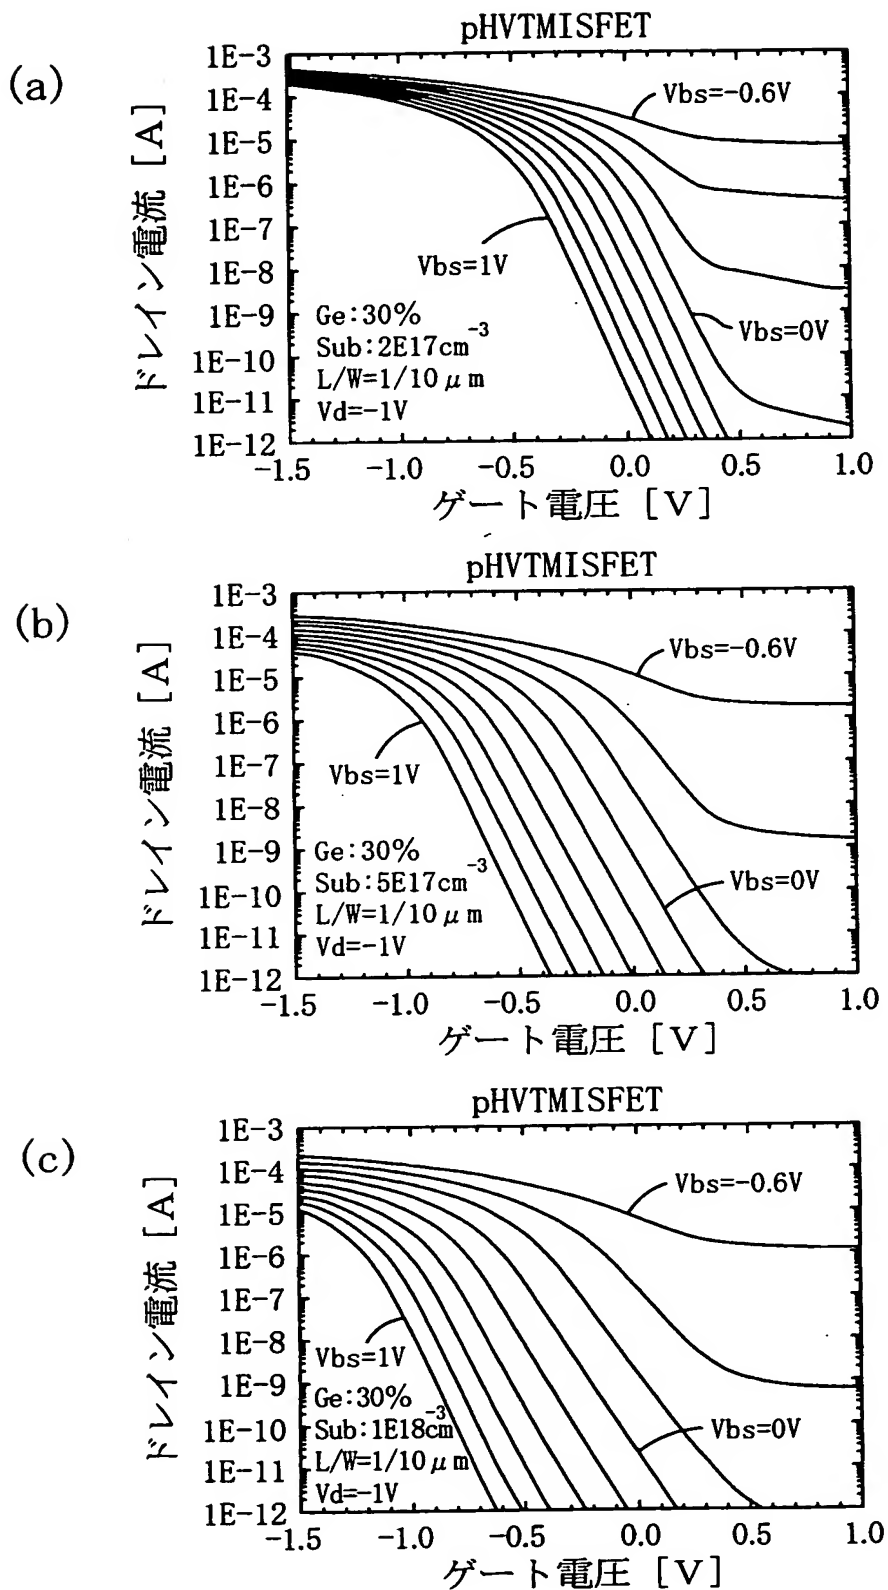 (a)
pHVTMISFET
ドレイン電流 [A]
1E-3
1E-4
1E-5
1E-6
1E-7
1E-8
1E-9
1E-10
1E-11
1E-12
Vbs=-0.6V
Vbs=1V
Vbs=0V
Ge:30%
Sub:2E17cm⁻³
L/W=1/10μm
Vd=-1V
-1.5 -1.0 -0.5 0.0 0.5 1.0
ゲート電圧 [V]
(b)
pHVTMISFET
ドレイン電流 [A]
1E-3
1E-4
1E-5
1E-6
1E-7
1E-8
1E-9
1E-10
1E-11
1E-12
Vbs=-0.6V
Vbs=1V
Vbs=0V
Ge:30%
Sub:5E17cm⁻³
L/W=1/10μm
Vd=-1V
-1.5 -1.0 -0.5 0.0 0.5 1.0
ゲート電圧 [V]
(c)
pHVTMISFET
ドレイン電流 [A]
1E-3
1E-4
1E-5
1E-6
1E-7
1E-8
1E-9
1E-10
1E-11
1E-12
Vbs=-0.6V
Vbs=1V
Vbs=0V
Ge:30%
Sub:1E18cm⁻³
L/W=1/10μm
Vd=-1V
-1.5 -1.0 -0.5 0.0 0.5 1.0
ゲート電圧 [V]